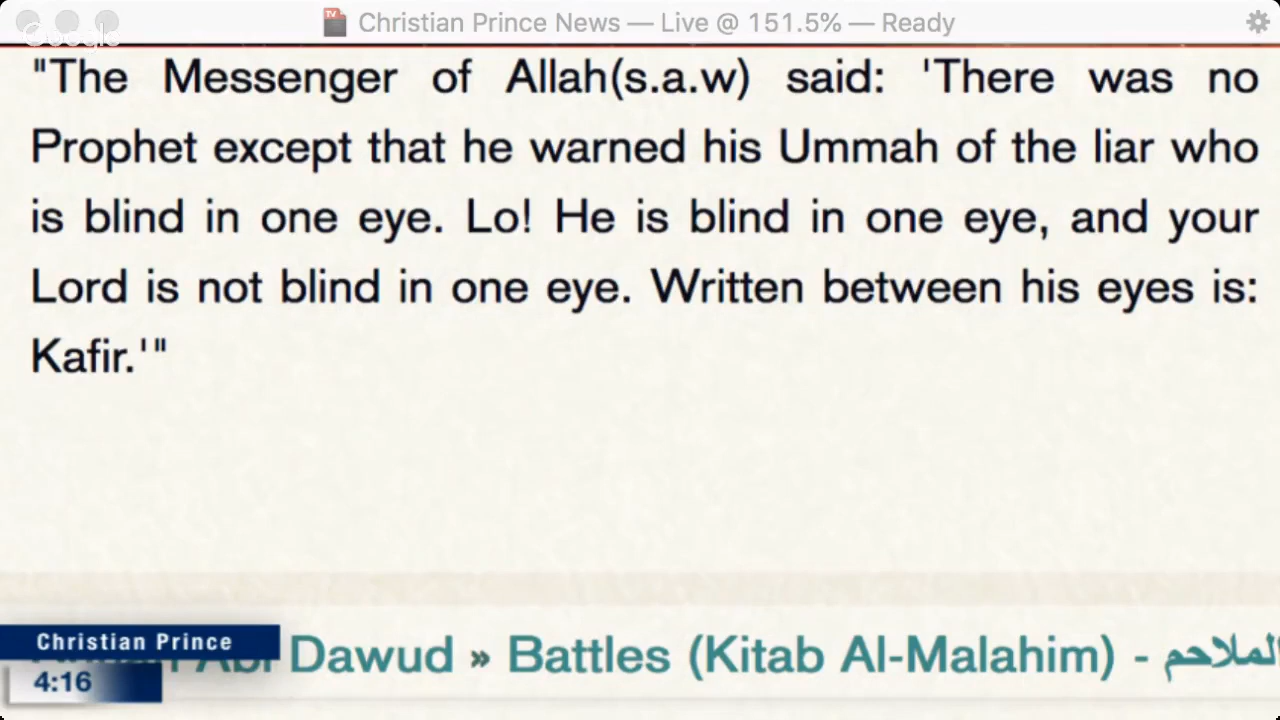 Christian Prince News — Live @ 151.5% — Ready
Google
"The Messenger of Allah(s.a.w) said: 'There was no
Prophet except that he warned his Ummah of the liar who
is blind in one eye. Lo! He is blind in one eye, and your
Lord is not blind in one eye. Written between his eyes is:
Kafir.'"
Christian Prince
4:16
Abi Dawud » Battles (Kitab Al-Malahim) - الملاحم